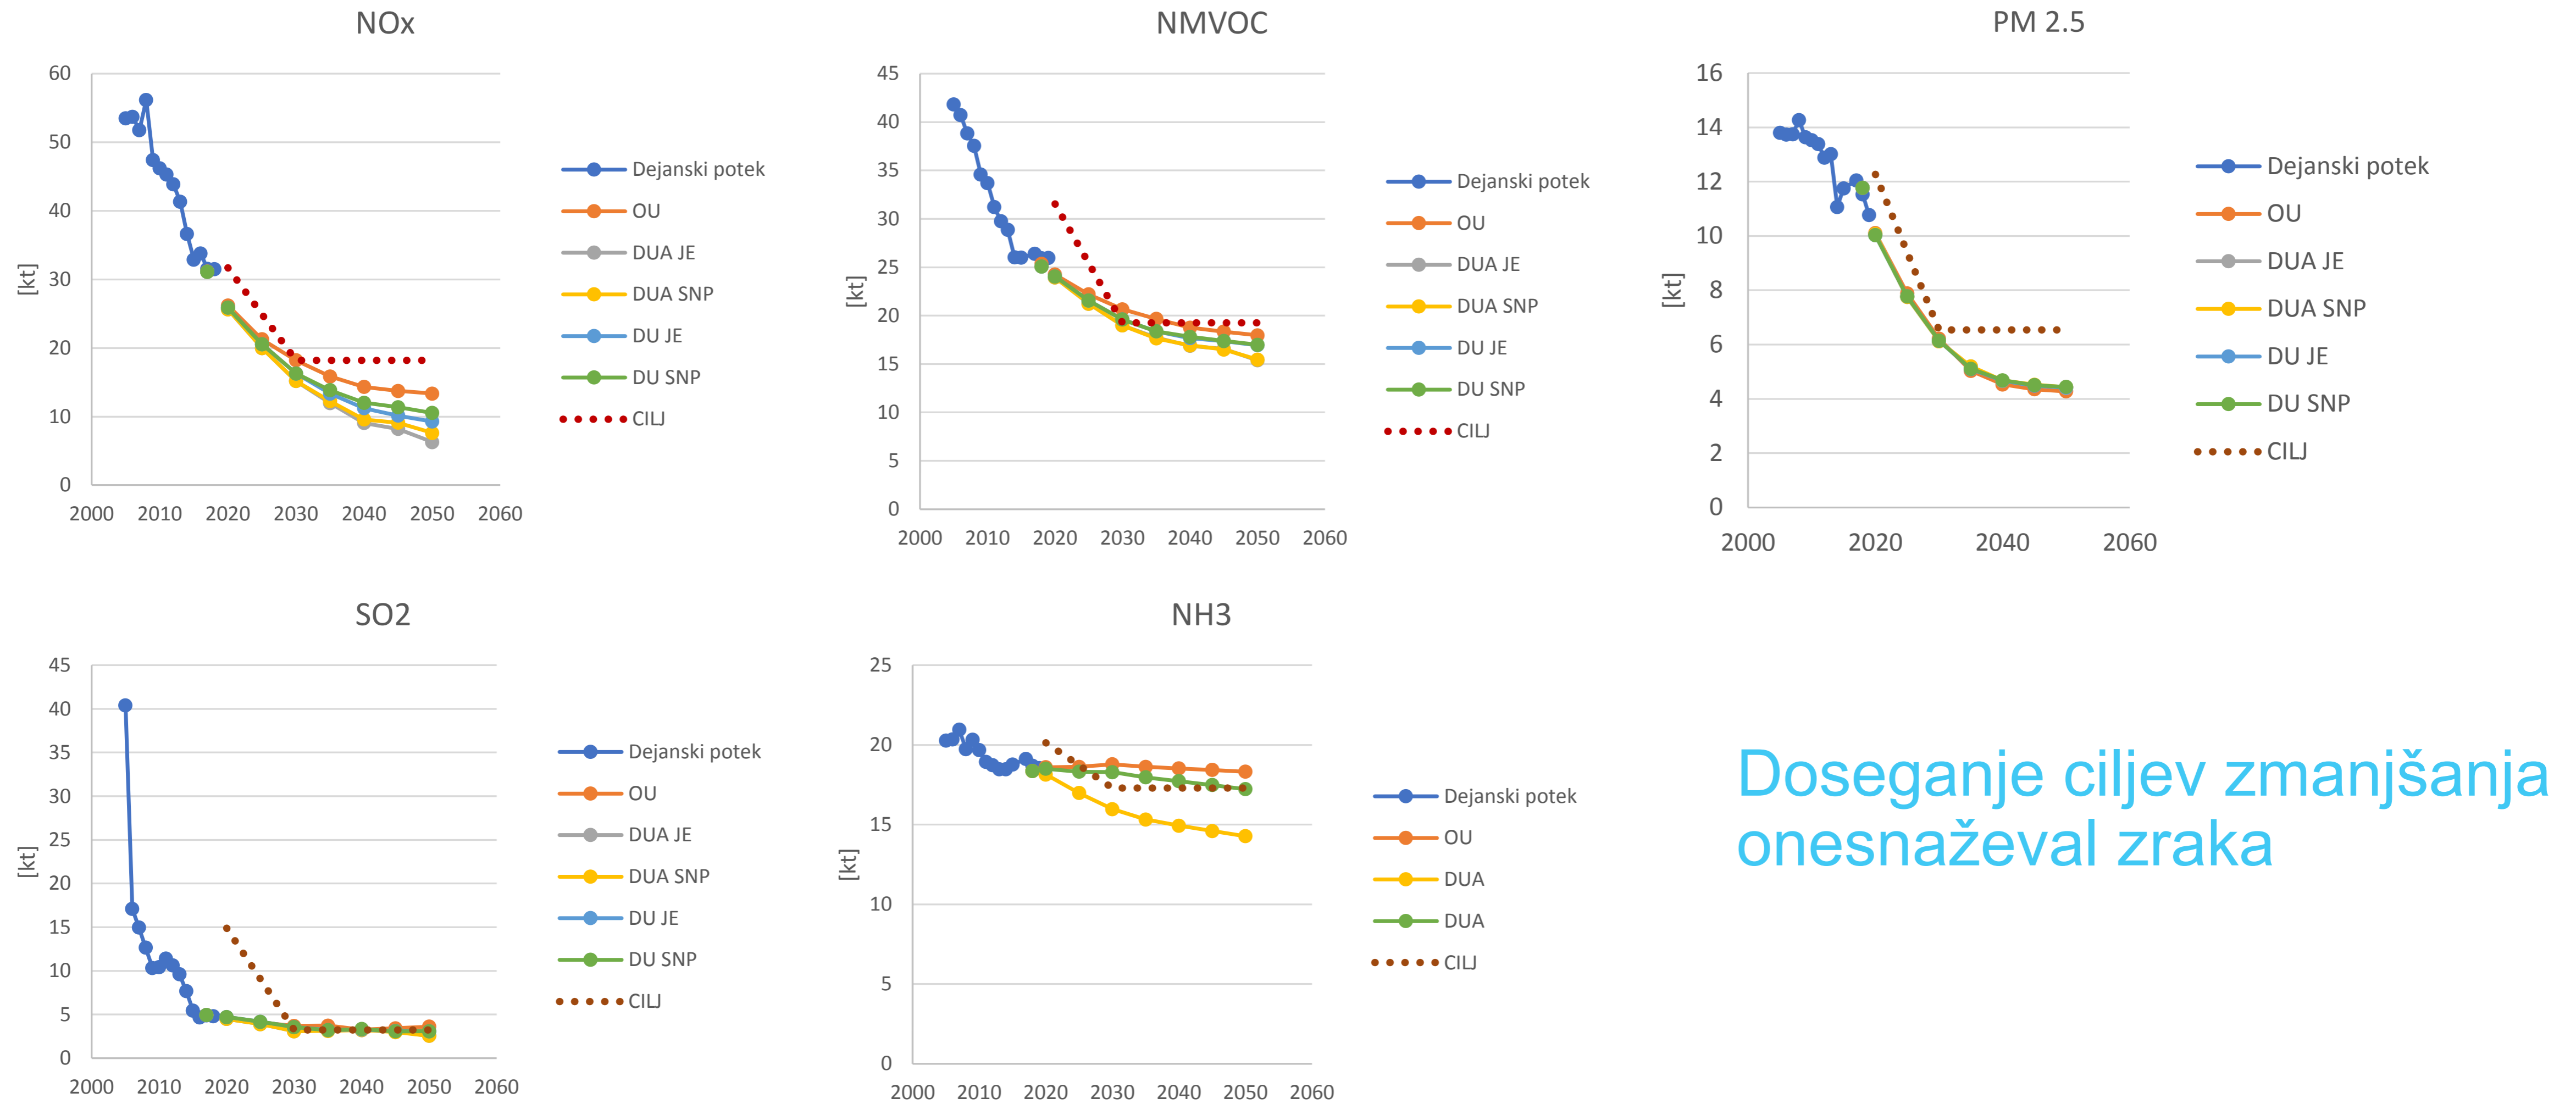 NOx
60
50
40
30
20
10
0
[kt]
2000 2010 2020 2030 2040 2050 2060
Dejanski potek
OU
DUA JE
DUA SNP
DU JE
DU SNP
CILJ
NMVOC
45
40
35
30
25
20
15
10
5
0
[kt]
2000 2010 2020 2030 2040 2050 2060
Dejanski potek
OU
DUA JE
DUA SNP
DU JE
DU SNP
CILJ
PM 2.5
16
14
12
10
8
6
4
2
0
[kt]
2000 2020 2040 2060
Dejanski potek
OU
DUA JE
DUA SNP
DU JE
DU SNP
CILJ
SO2
45
40
35
30
25
20
15
10
5
0
[kt]
2000 2010 2020 2030 2040 2050 2060
Dejanski potek
OU
DUA JE
DUA SNP
DU JE
DU SNP
CILJ
NH3
25
20
15
10
5
0
[kt]
2000 2010 2020 2030 2040 2050 2060
Dejanski potek
OU
DUA
DUA
CILJ
Doseganje ciljev zmanjšanja
onesnaževal zraka